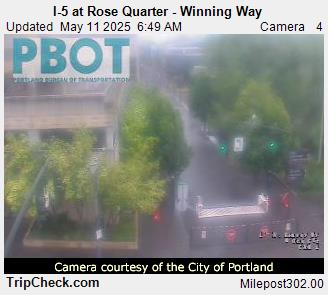 I-5 at Rose Quarter - Winning Way
Updated May 11 2025 6:49 AM Camera 4
PBOT
PORTLAND BUREAU OF TRANSPORTATION
Camera courtesy of the City of Portland
TripCheck.com Milepost302.00